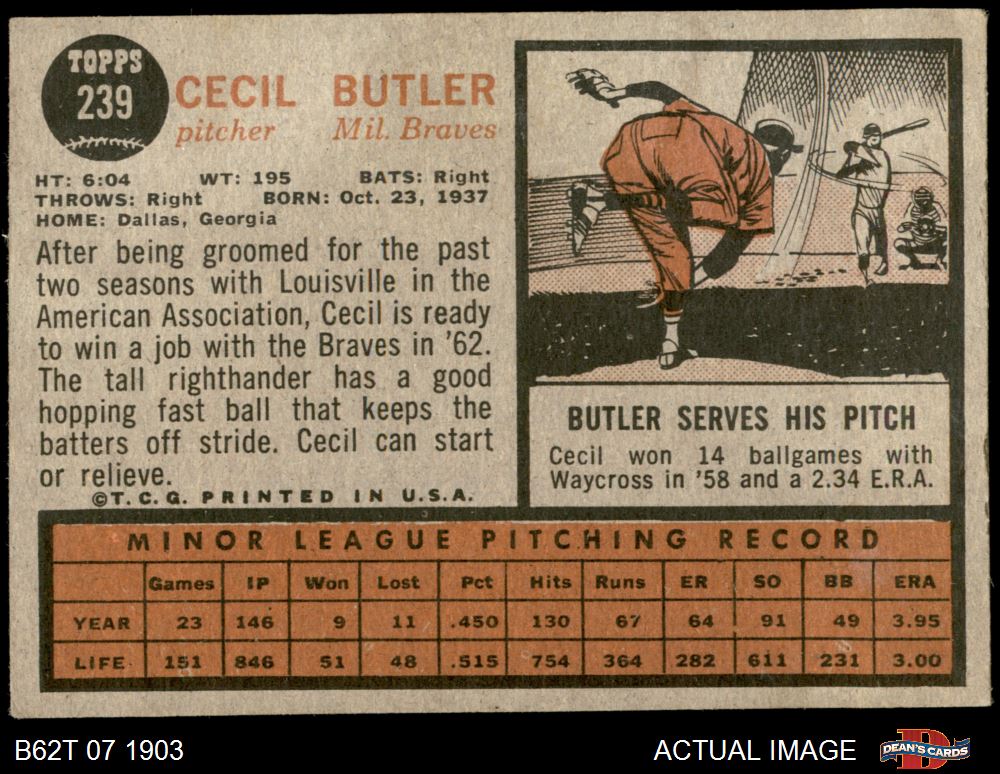 TOPPS
239
CECIL BUTLER
pitcher Mil. Braves
HT: 6:04 WT: 195 BATS: Right
THROWS: Right BORN: Oct. 23, 1937
HOME: Dallas, Georgia
After being groomed for the past
two seasons with Louisville in the
American Association, Cecil is ready
to win a job with the Braves in '62.
The tall righthander has a good
hopping fast ball that keeps the
batters off stride. Cecil can start
or relieve.
©T.C.G. PRINTED IN U.S.A.
BUTLER SERVES HIS PITCH
Cecil won 14 ballgames with
Waycross in '58 and a 2.34 E.R.A.
MINOR LEAGUE PITCHING RECORD
Games IP Won Lost Pct Hits Runs ER SO BB ERA
YEAR 23 146 9 11 .450 130 67 64 91 49 3.95
LIFE 151 846 51 48 .515 754 364 282 611 231 3.00
B62T 07 1903
ACTUAL IMAGE
DEAN'S CARDS